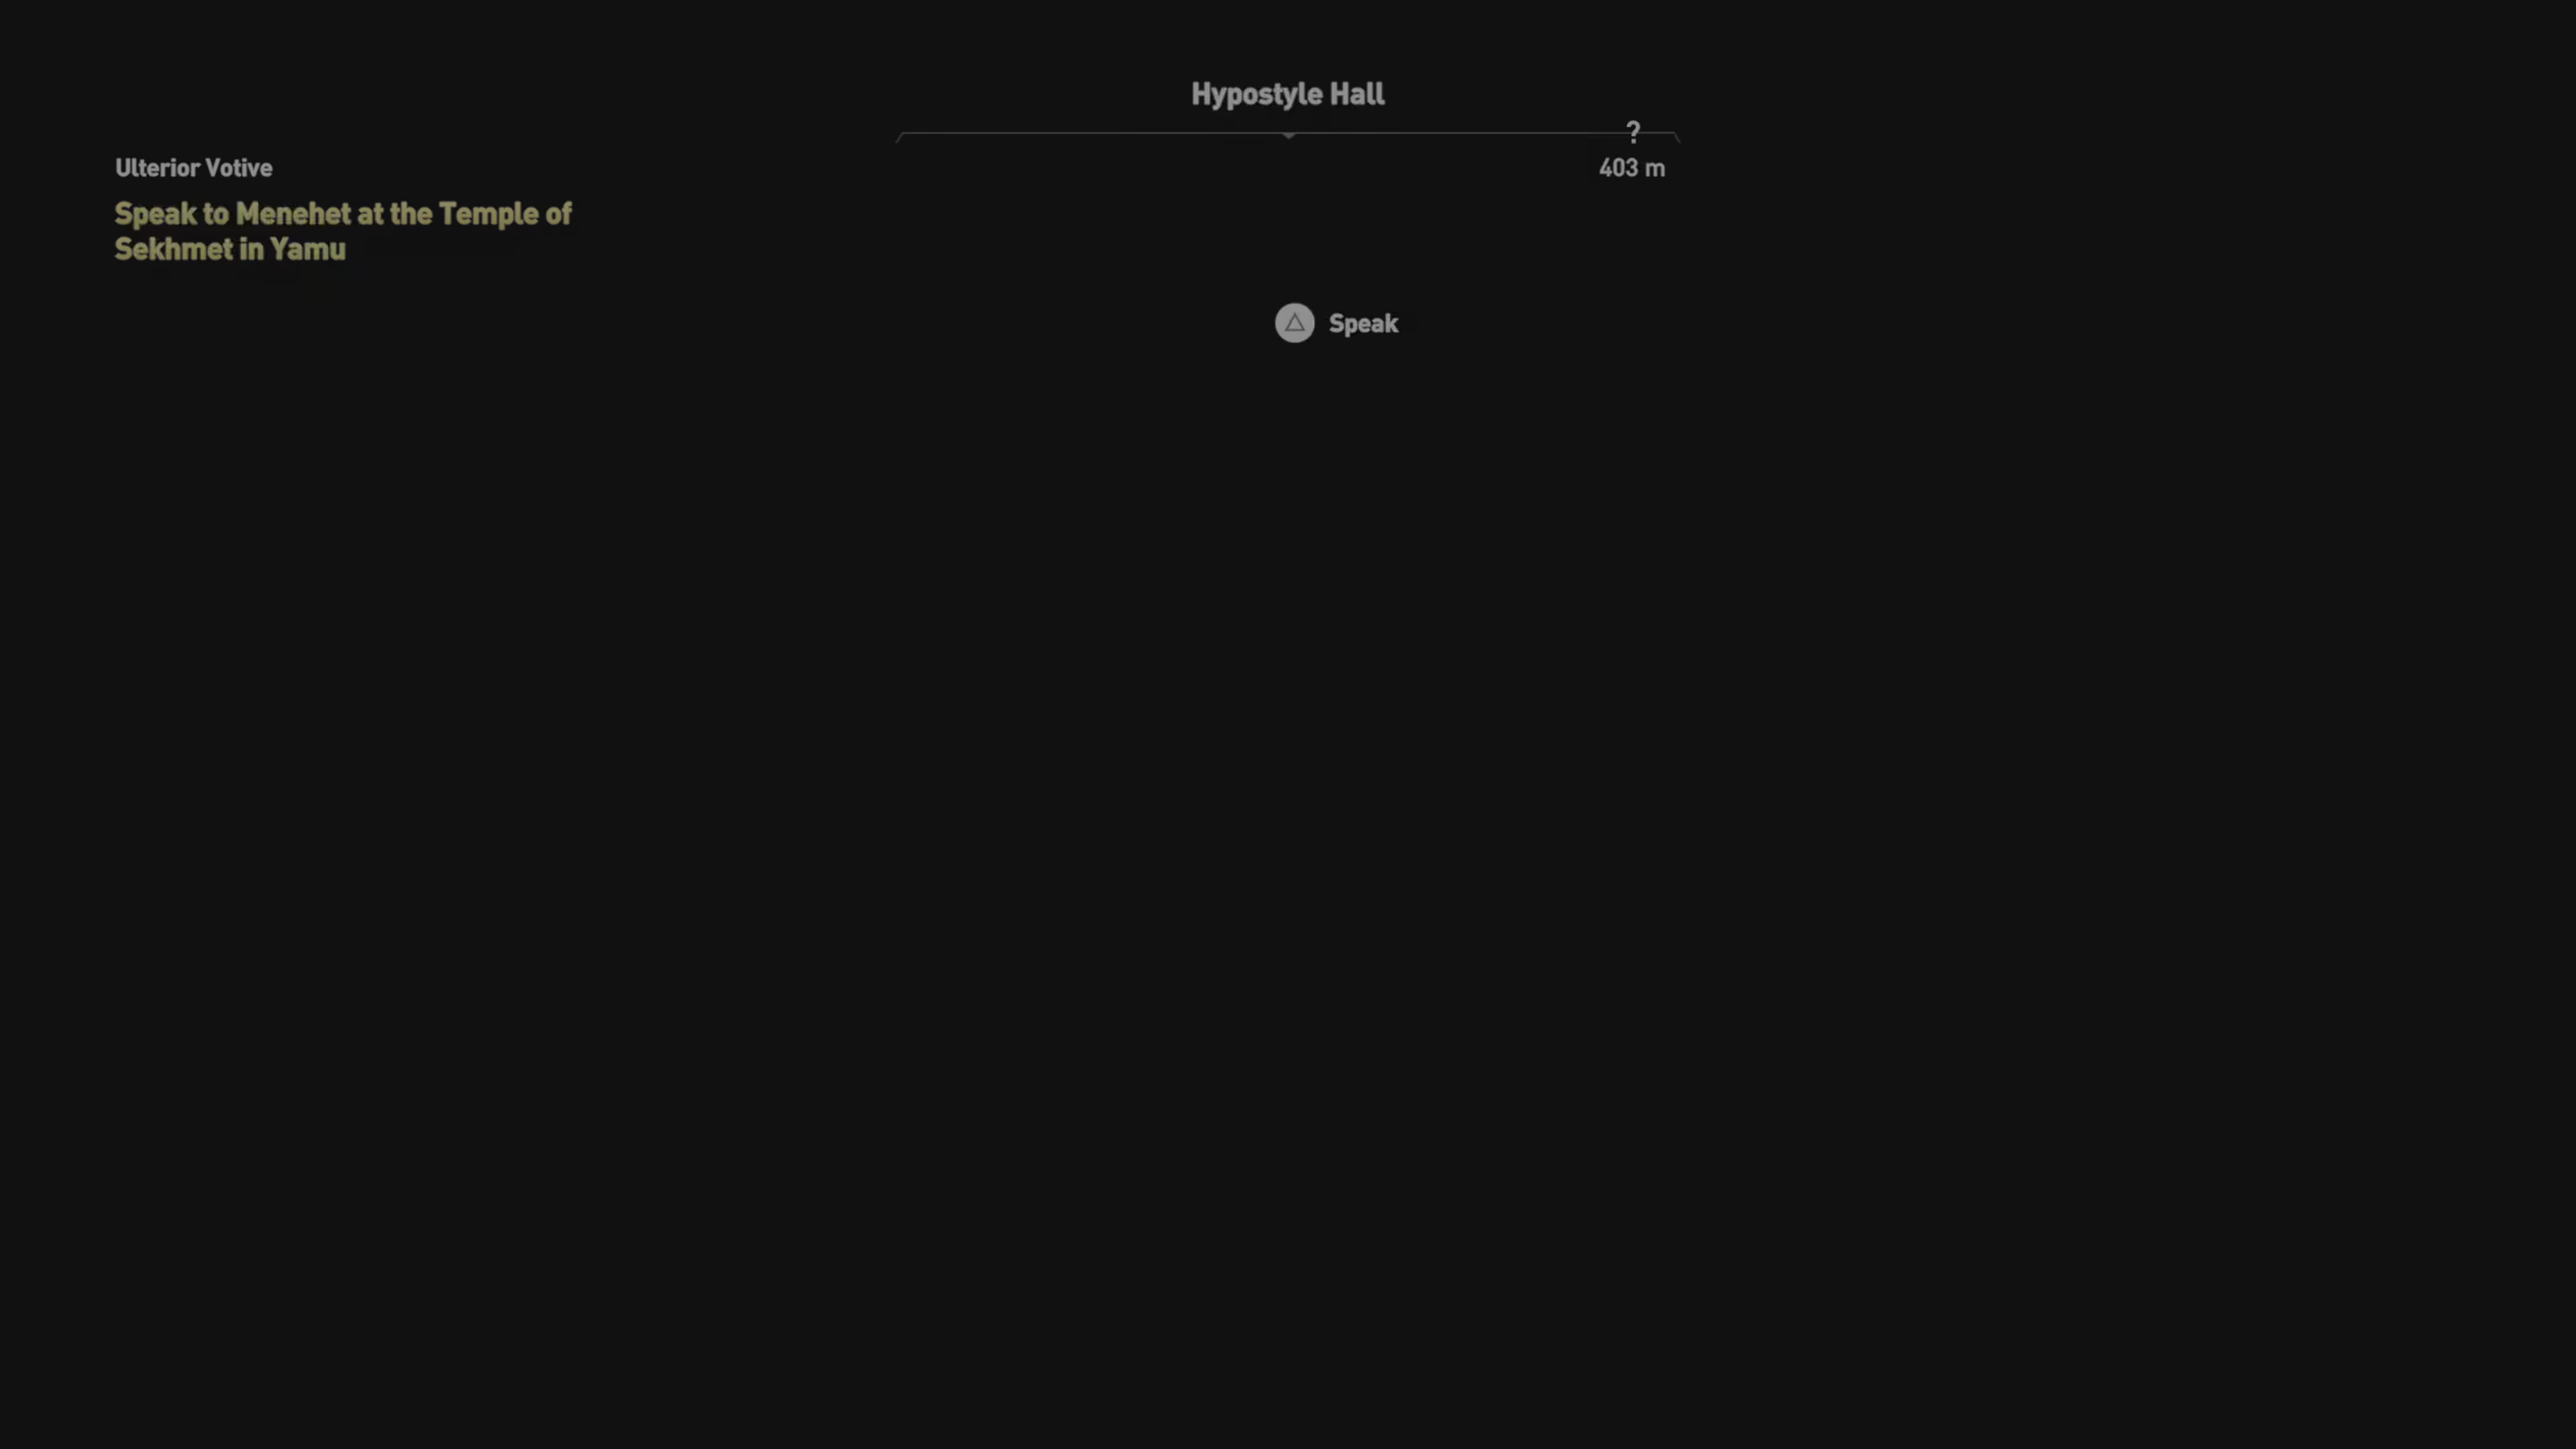 Hypostyle Hall
?
403 m
Ulterior Votive
Speak to Menehet at the Temple of
Sekhmet in Yamu
Speak